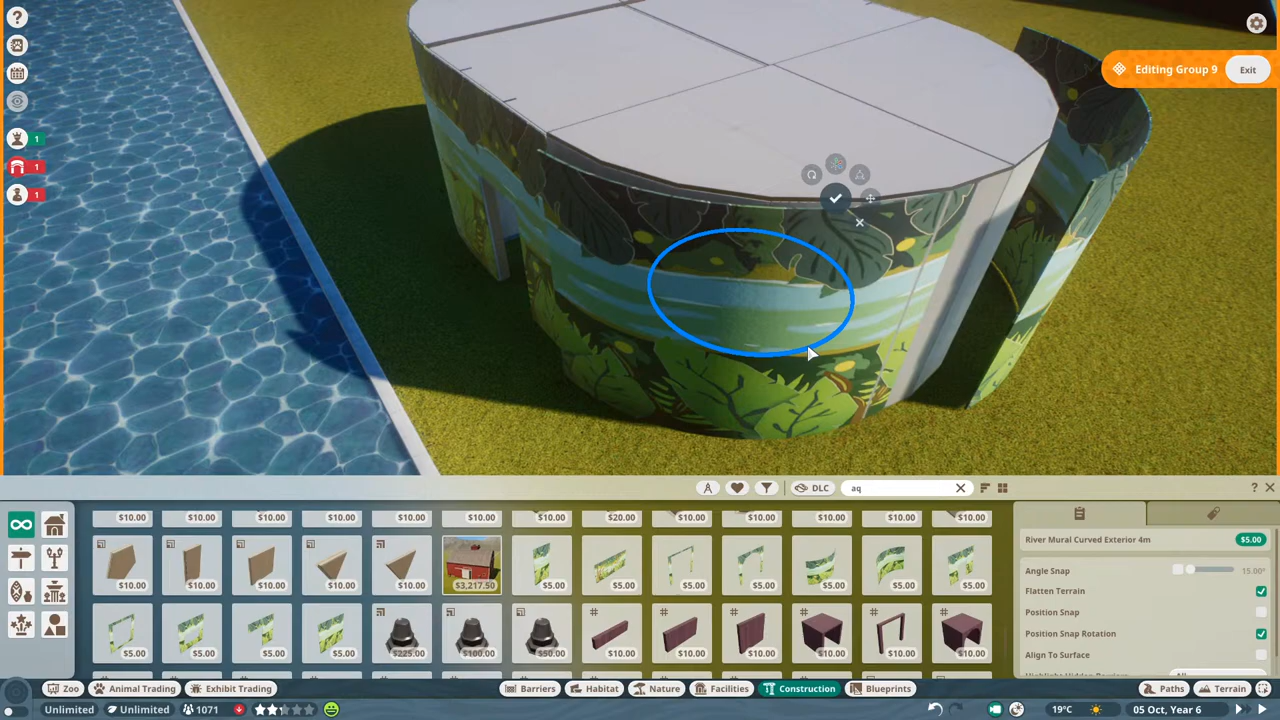 Editing Group 9
Exit
1
1
1
DLC
aq
$10.00 $10.00 $10.00 $10.00 $10.00 $10.00 $10.00 $20.00 $10.00 $10.00 $10.00 $10.00 $10.00
$10.00 $10.00 $10.00 $10.00 $10.00 $3,217.50 $5.00 $5.00 $5.00 $5.00 $5.00 $5.00 $5.00
$5.00 $5.00 $5.00 $5.00 $225.00 $100.00 $50.00 $10.00 $10.00 $10.00 $10.00 $10.00 $10.00
River Mural Curved Exterior 4m $5.00
Angle Snap 15.00°
Flatten Terrain
Position Snap
Position Snap Rotation
Align To Surface
Zoo Animal Trading Exhibit Trading Barriers Habitat Nature Facilities Construction Blueprints Paths Terrain
Unlimited Unlimited 1071 19°C 05 Oct, Year 6